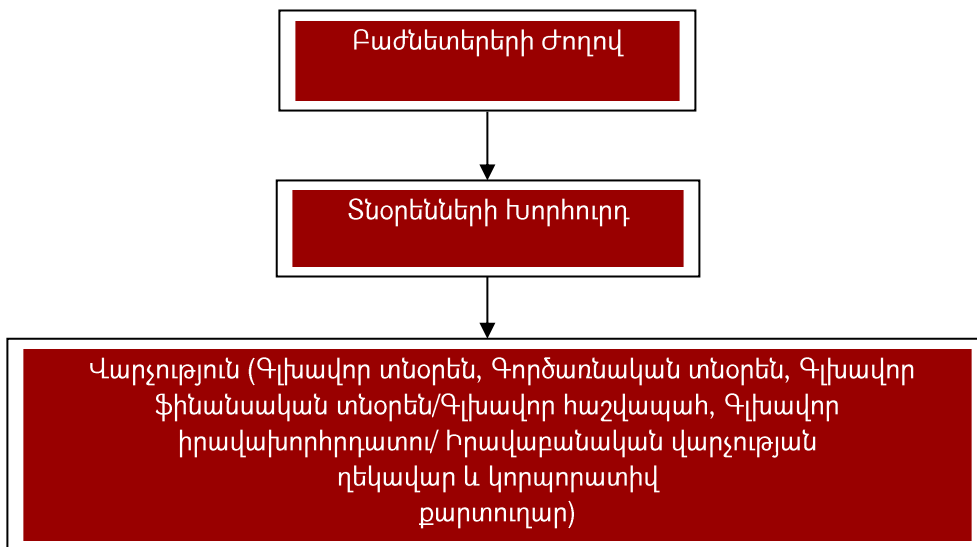 Բաժնետերերի Ժողով
Տնօրենների Խորհուրդ
Վարչություն (Գլխավոր տնօրեն, Գործառնական տնօրեն, Գլխավոր
ֆինանսական տնօրեն/Գլխավոր հաշվապահ, Գլխավոր
իրավախորհրդատու/ Իրավաբանական վարչության
ղեկավար և կորպորատիվ
քարտուղար)